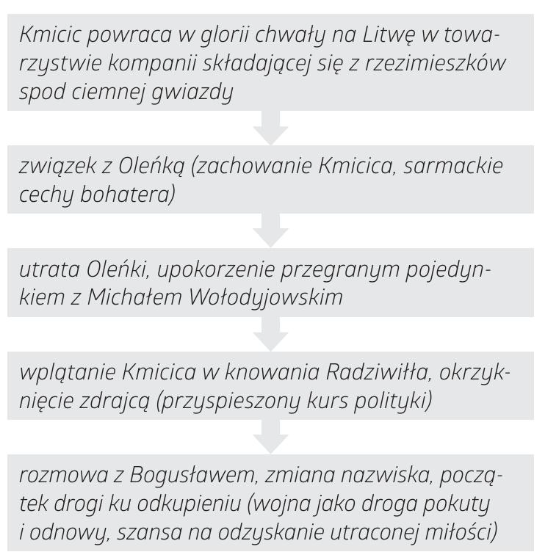 Kmicic powraca w glorii chwały na Litwę w towa-
rzystwie kompanii składającej się z rzezimieszków
spod ciemnej gwiazdy
związek z Oleńką (zachowanie Kmicica, sarmackie
cechy bohatera)
utrata Oleńki, upokorzenie przegranym pojedyn-
kiem z Michałem Wołodyjowskim
wplątanie Kmicica w knowania Radziwiłła, okrzyk-
nięcie zdrajcą (przyspieszony kurs polityki)
rozmowa z Bogusławem, zmiana nazwiska, począ-
tek drogi ku odkupieniu (wojna jako droga pokuty
i odnowy, szansa na odzyskanie utraconej miłości)